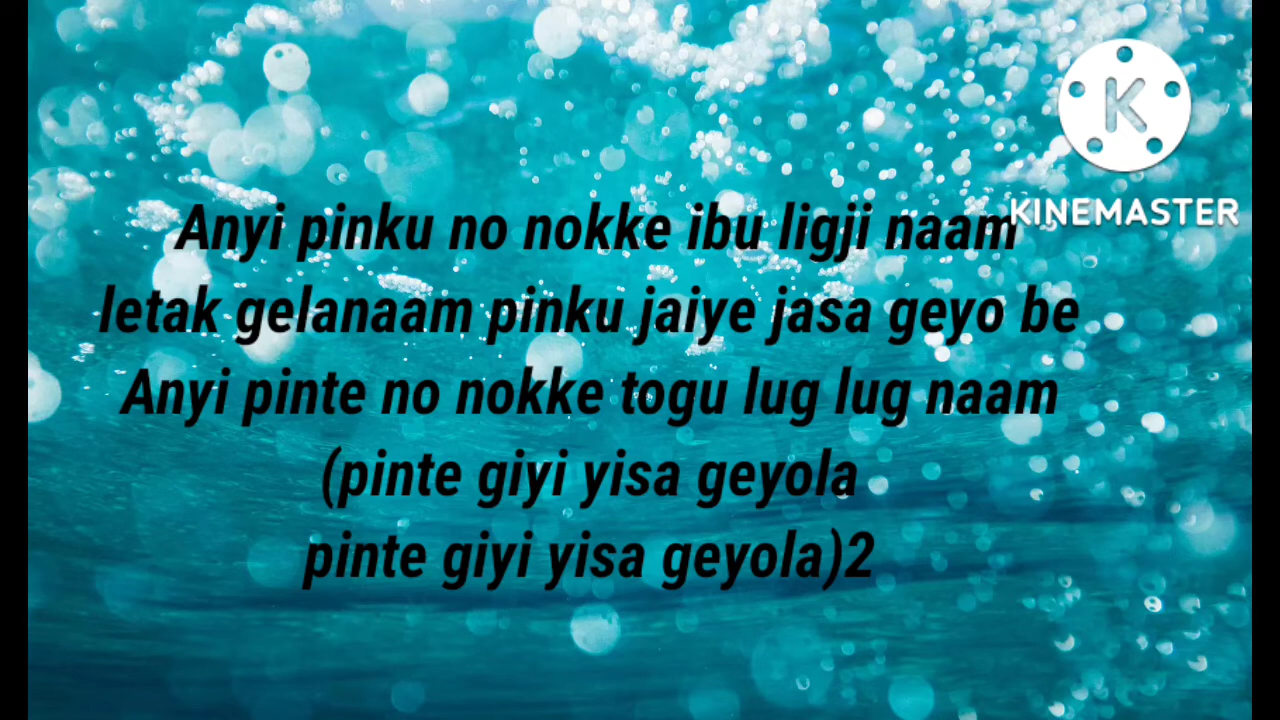 KINEMASTER
Anyi pinku no nokke ibu ligji naam
letak gelanaam pinku jaiye jasa geyo be
Anyi pinte no nokke togu lug lug naam
(pinte giyi yisa geyola
pinte giyi yisa geyola)2